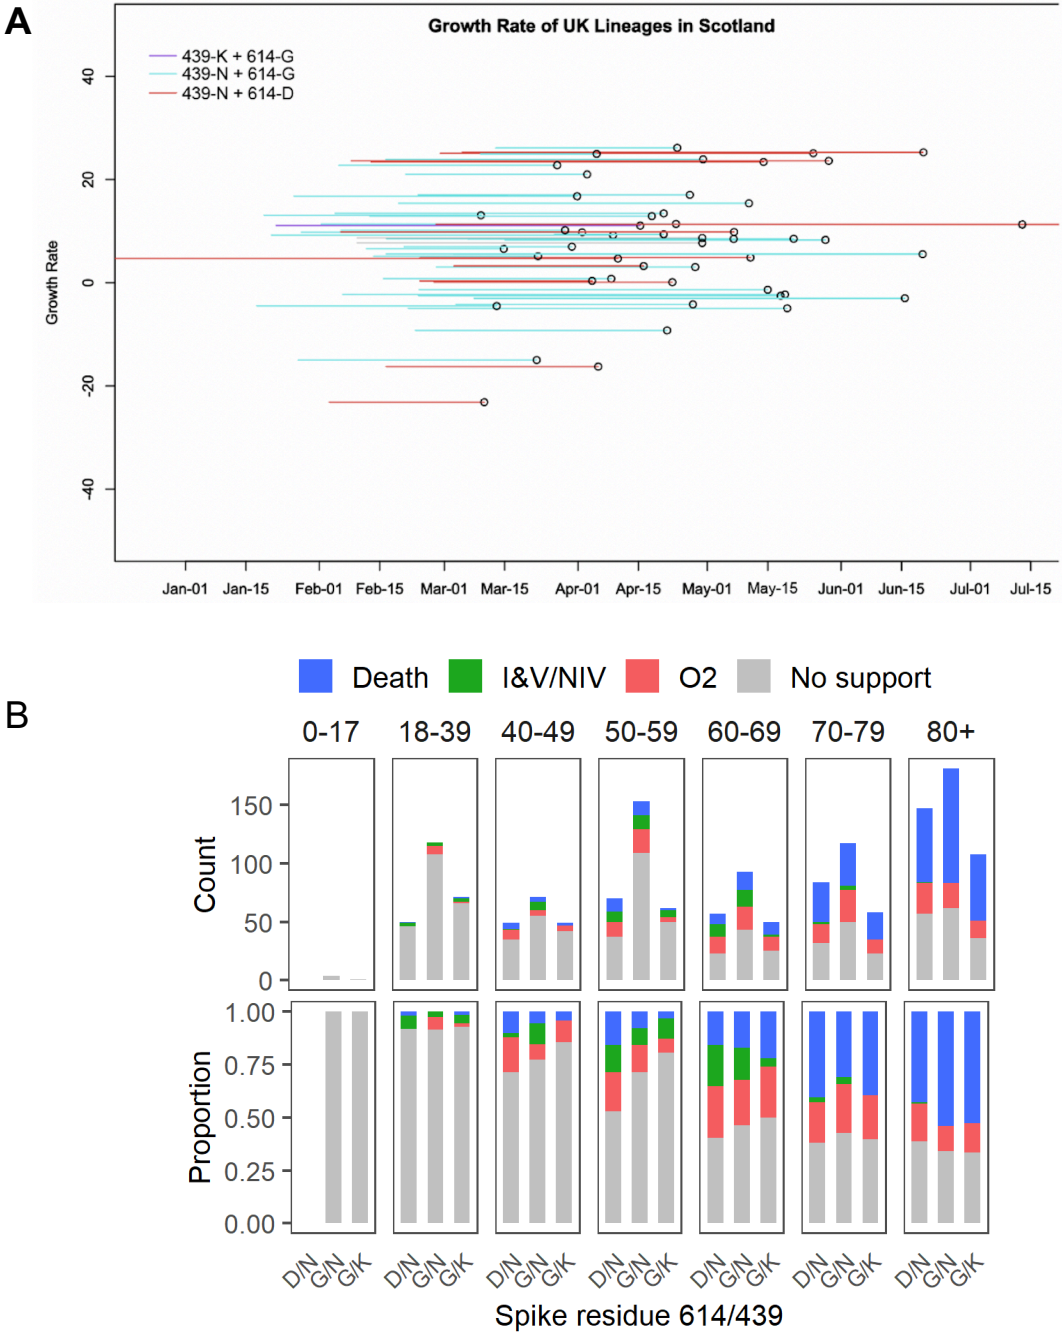 A
Growth Rate of UK Lineages in Scotland
439-K + 614-G
439-N + 614-G
439-N + 614-D
Growth Rate
40
20
0
-20
-40
Jan-01 Jan-15 Feb-01 Feb-15 Mar-01 Mar-15 Apr-01 Apr-15 May-01 May-15 Jun-01 Jun-15 Jul-01 Jul-15
B
Death I&V/NIV O2 No support
0-17 18-39 40-49 50-59 60-69 70-79 80+
Count
150
100
50
0
Proportion
1.00
0.75
0.50
0.25
0.00
D/N G/N G/K D/N G/N G/K D/N G/N G/K D/N G/N G/K D/N G/N G/K D/N G/N G/K D/N G/N G/K
Spike residue 614/439